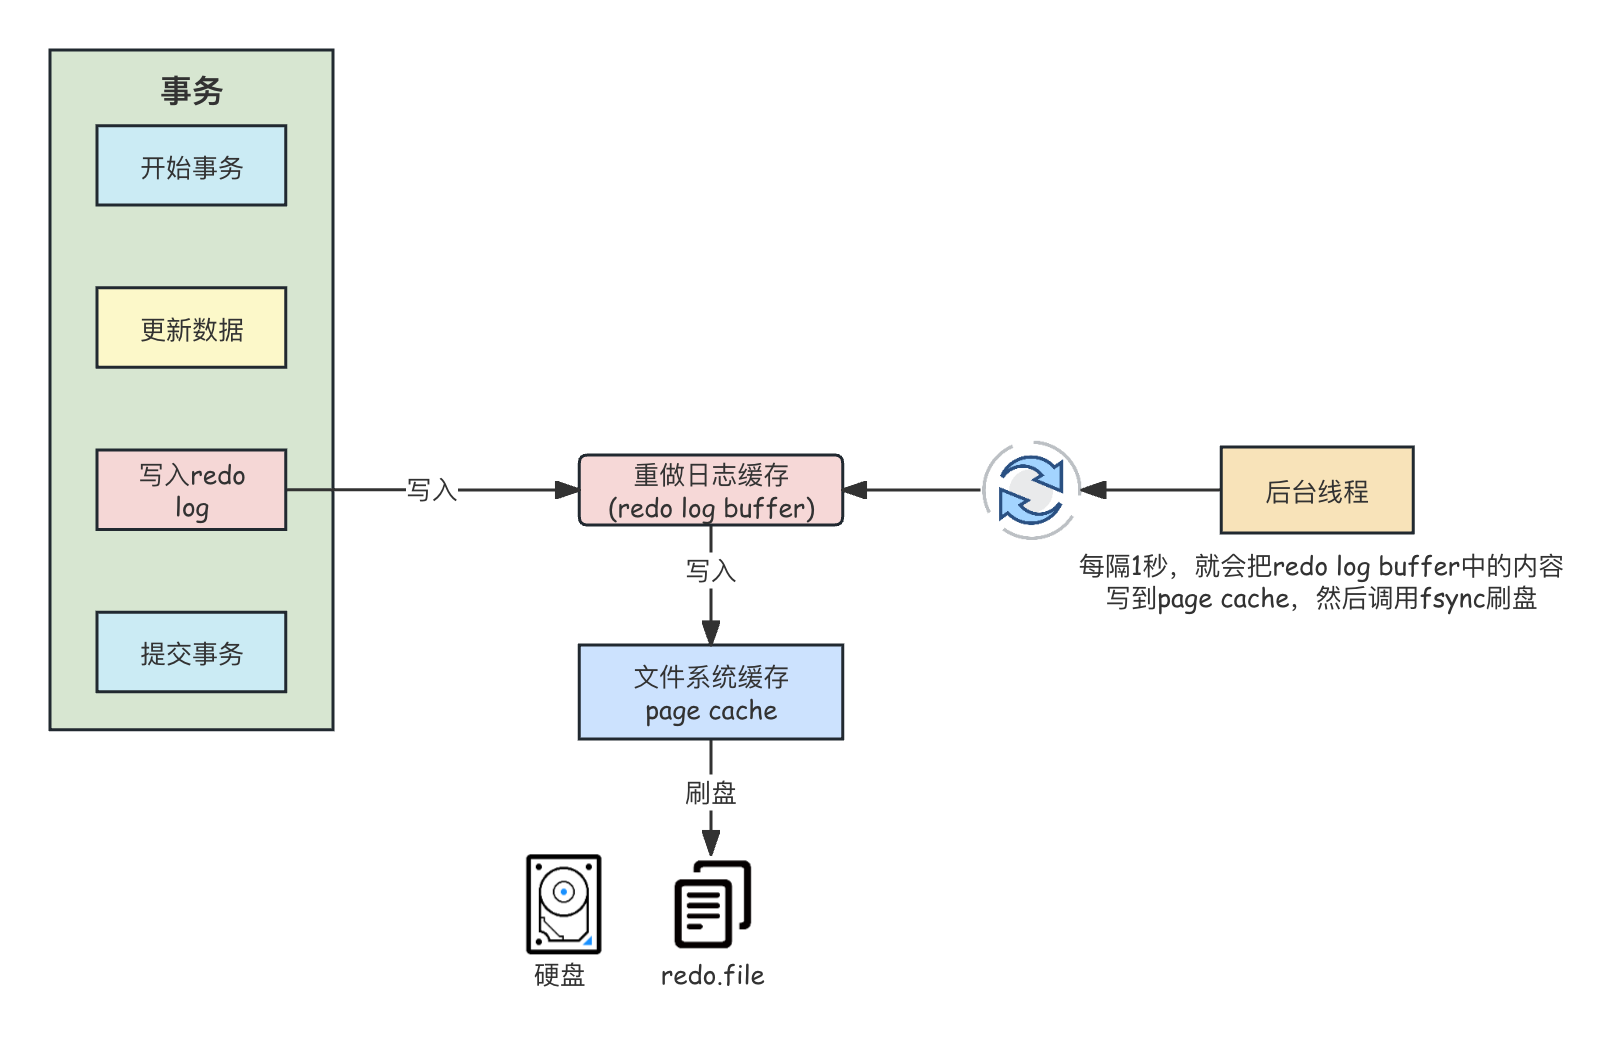 事务
开始事务
更新数据
写入redo
log
提交事务
写入
重做日志缓存
(redo log buffer)
后台线程
每隔1秒，就会把redo log buffer中的内容
写到page cache，然后调用fsync刷盘
写入
文件系统缓存
page cache
刷盘
硬盘
redo.file